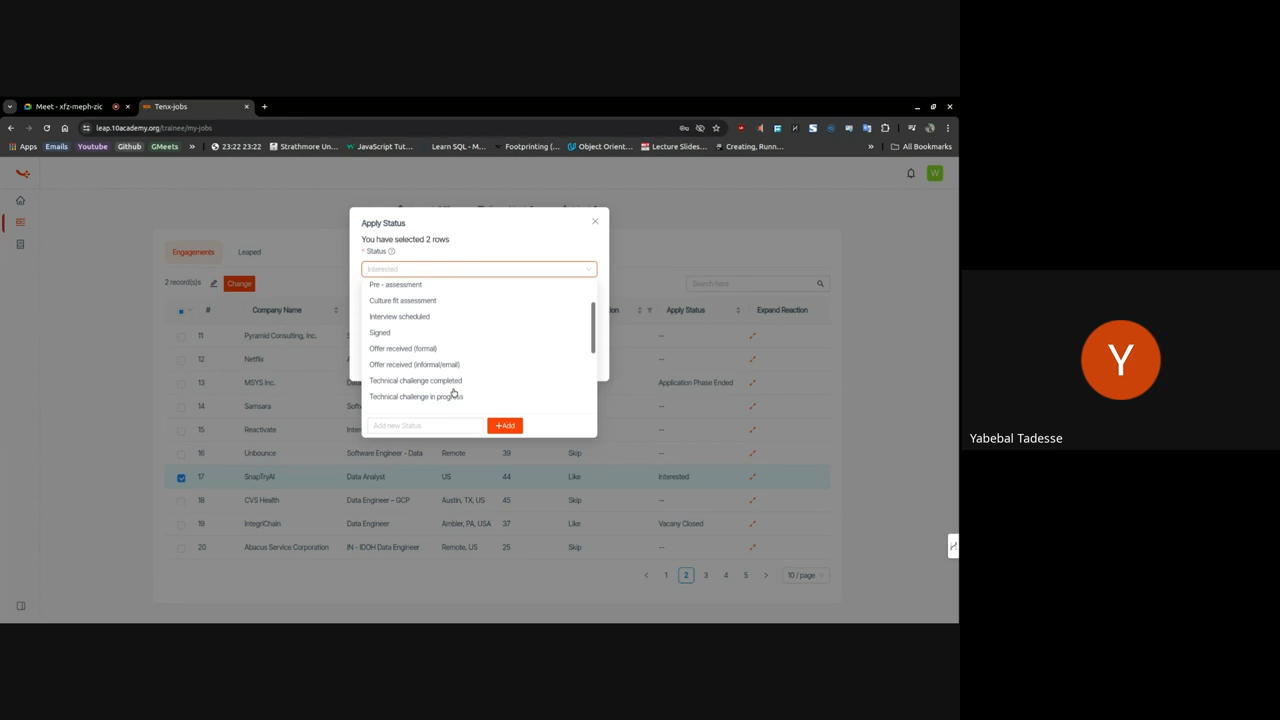 Meet - xfz-meph-zic
Tenx-jobs
leap.10academy.org/trainee/my-jobs
Apps Emails Youtube Github GMeets » 23:22 23:22 Strathmore Un... JavaScript Tut... Learn SQL - M... Footprinting (... Object Orient... Lecture Slides... Creating, Runn... » All Bookmarks
W
Apply Status
You have selected 2 rows
* Status
Interested
Pre - assessment
Culture fit assessment
Interview scheduled
Signed
Offer received (formal)
Offer received (informal/email)
Technical challenge completed
Technical challenge in progress
Add new Status +Add
Engagements Leaped
2 record(s)s Change Search here
# Company Name Apply Status Expand Reaction
11 Pyramid Consulting, Inc. --
12 Netflix --
13 MSYS Inc. Application Phase Ended
14 Samsara --
15 Reactivate --
16 Unbounce Software Engineer - Data Remote 39 Skip --
17 SnapTryAI Data Analyst US 44 Like Interested
18 CVS Health Data Engineer – GCP Austin, TX, US 45 Skip --
19 IntegriChain Data Engineer Ambler, PA, USA 37 Like Vacancy Closed
20 Abacus Service Corporation IN - IDOH Data Engineer Remote, US 25 Skip --
< 1 2 3 4 5 > 10 / page
Y
Yabebal Tadesse